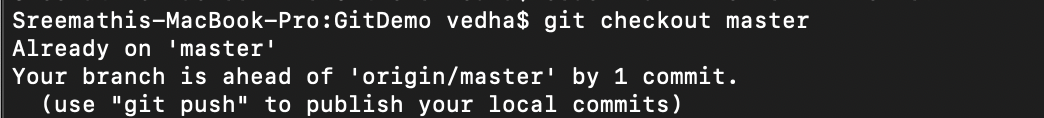 Sreemathis-MacBook-Pro:GitDemo vedha$ git checkout master
Already on 'master'
Your branch is ahead of 'origin/master' by 1 commit.
  (use "git push" to publish your local commits)